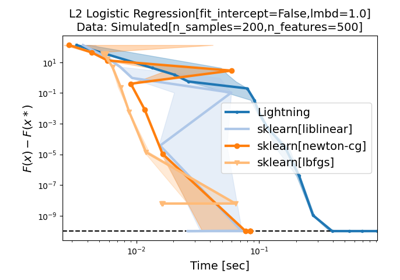 L2 Logistic Regression[fit_intercept=False,lmbd=1.0]
Data: Simulated[n_samples=200,n_features=500]
F(x) − F(x*)
10¹
10⁻¹
10⁻³
10⁻⁵
10⁻⁷
10⁻⁹
Lightning
sklearn[liblinear]
sklearn[newton-cg]
sklearn[lbfgs]
10⁻² 10⁻¹
Time [sec]